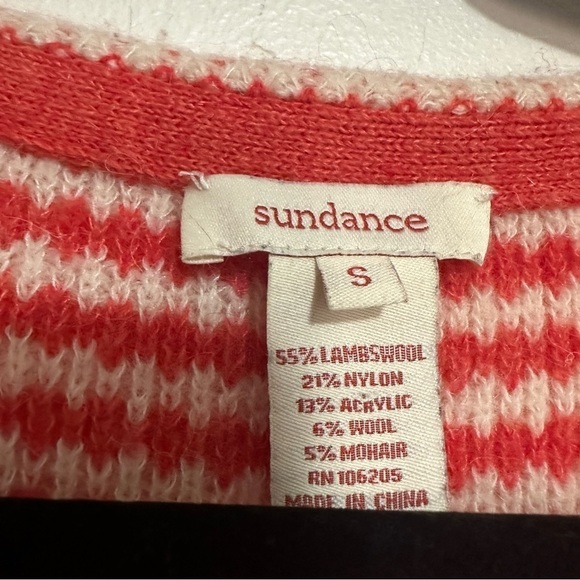 sundance
S
55% LAMBSWOOL
21% NYLON
13% ACRYLIC
6% WOOL
5% MOHAIR
RN 106205
MADE IN CHINA